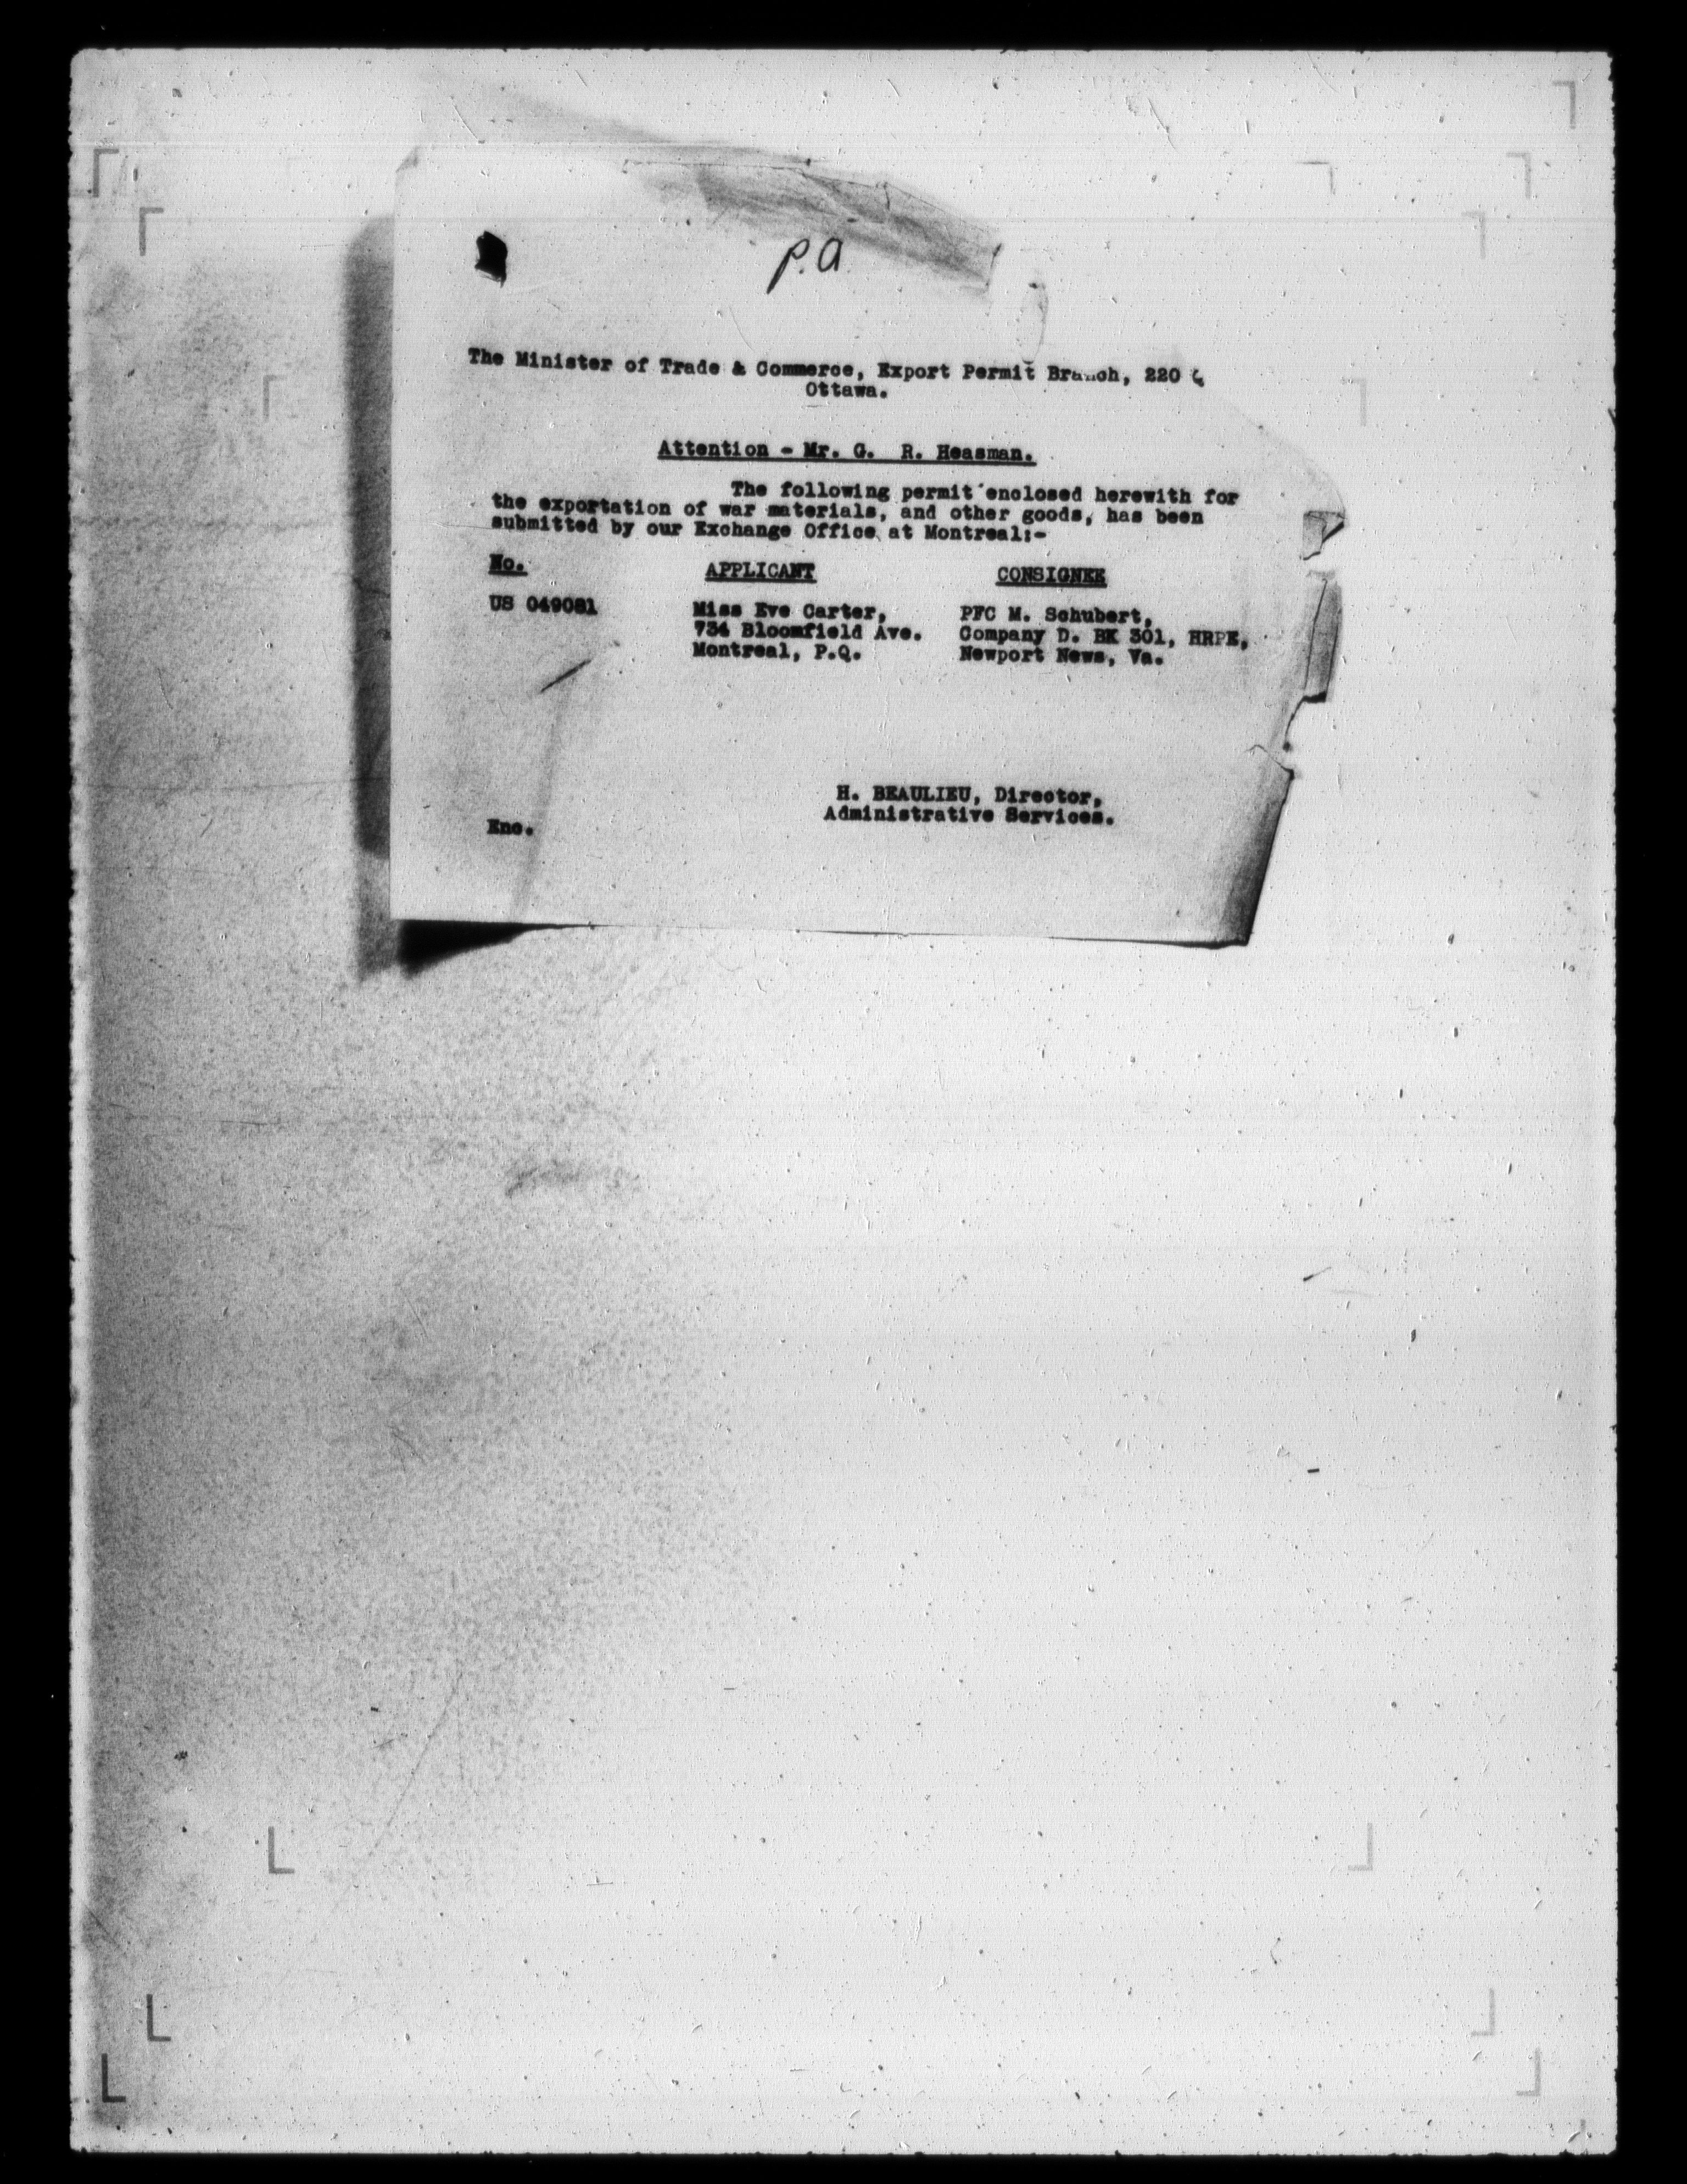 P.A
The Minister of Trade & Commerce, Export Permit Branch, 220
Ottawa.
Attention - Mr. G. R. Heasman.
The following permit enclosed herewith for
the exportation of war materials, and other goods, has been
submitted by our Exchange Office at Montreal:-
No. APPLICANT CONSIGNEE
US 049081 Miss Eve Carter, PFC M. Schubert,
734 Bloomfield Ave. Company D. BK 301, HRPE,
Montreal, P.Q. Newport News, Va.
H. BEAULIEU, Director,
Administrative Services.
Enc.